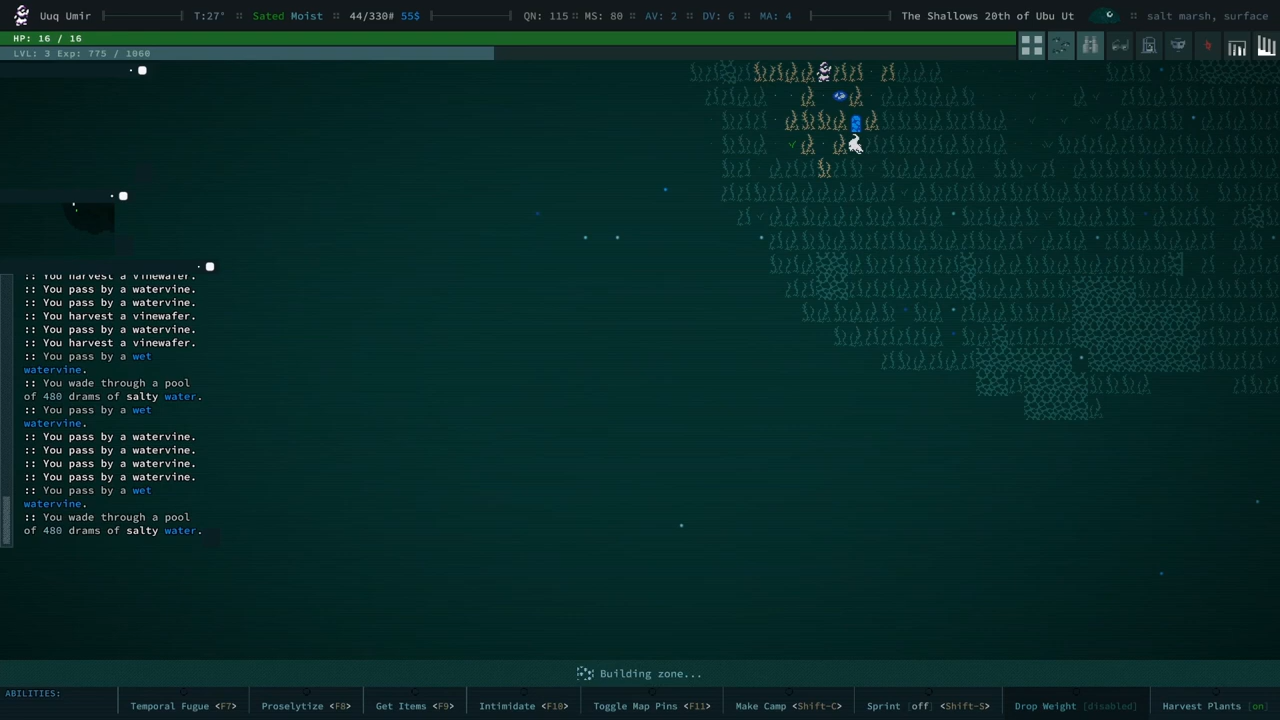 Uuq Umir T:27° :: Sated Moist :: 44/330# 55$ QN: 115 :: MS: 80 :: AV: 2 :: DV: 6 :: MA: 4 The Shallows 20th of Ubu Ut :: salt marsh, surface
HP: 16 / 16
LVL: 3 Exp: 775 / 1060
:: You harvest a vinewafer.
:: You pass by a watervine.
:: You pass by a watervine.
:: You harvest a vinewafer.
:: You pass by a watervine.
:: You harvest a vinewafer.
:: You pass by a wet
watervine.
:: You wade through a pool
of 480 drams of salty water.
:: You pass by a wet
watervine.
:: You pass by a watervine.
:: You pass by a watervine.
:: You pass by a watervine.
:: You pass by a watervine.
:: You pass by a wet
watervine.
:: You wade through a pool
of 480 drams of salty water.
Building zone...
ABILITIES:
Temporal Fugue <F7> Proselytize <F8> Get Items <F9> Intimidate <F10> Toggle Map Pins <F11> Make Camp <Shift-C> Sprint [off] <Shift-S> Drop Weight [disabled] Harvest Plants [on]